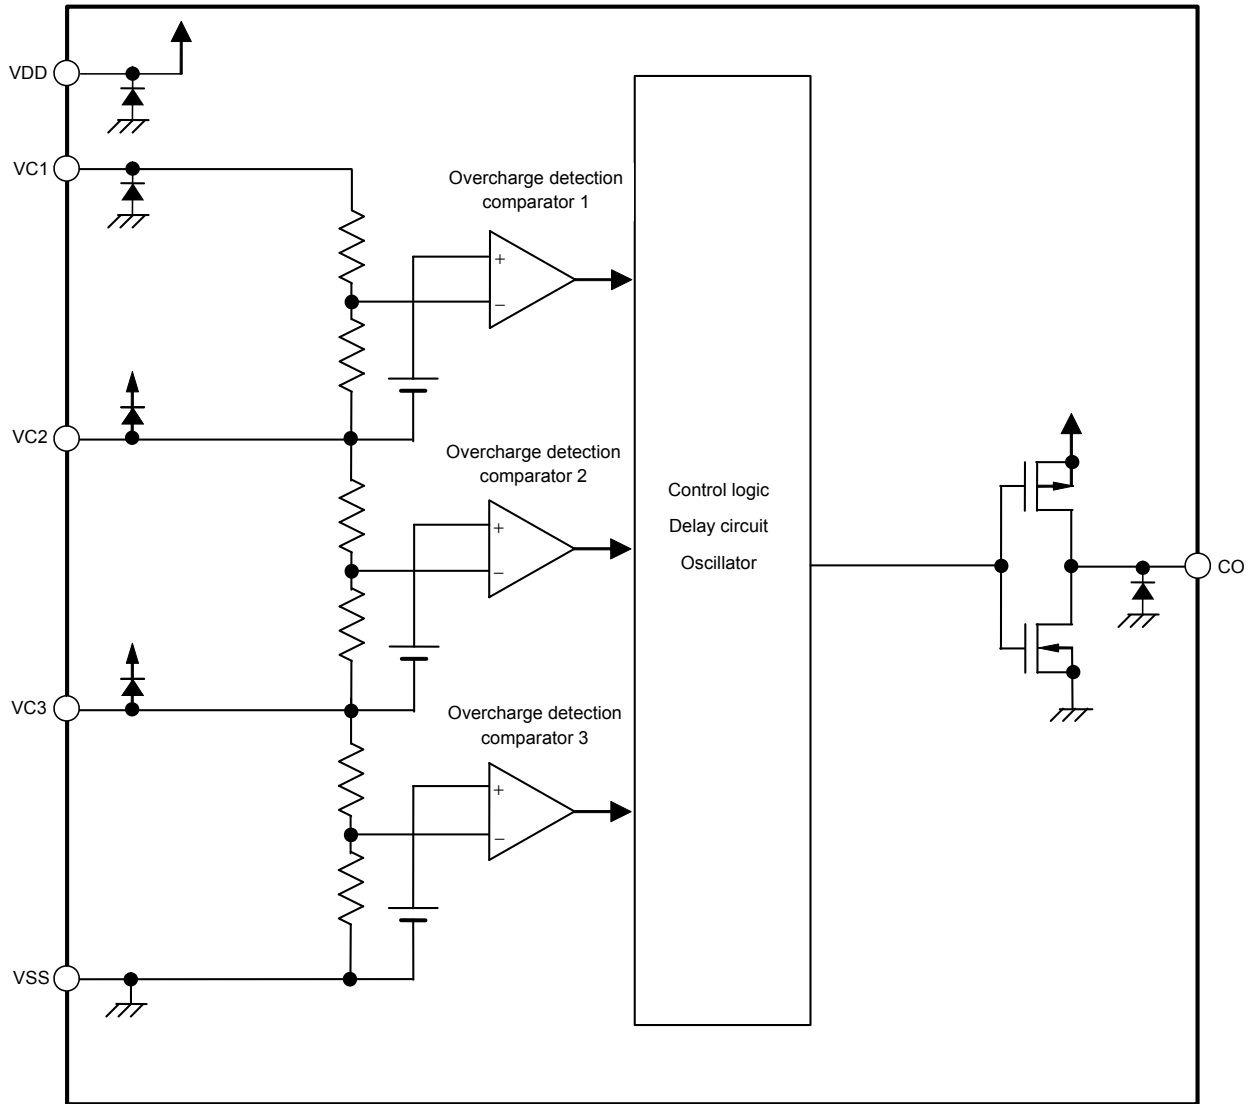 VDD
VC1
Overcharge detection
comparator 1
+
−
VC2
Overcharge detection
comparator 2
+
−
Control logic
Delay circuit
Oscillator
CO
VC3
Overcharge detection
comparator 3
+
−
VSS